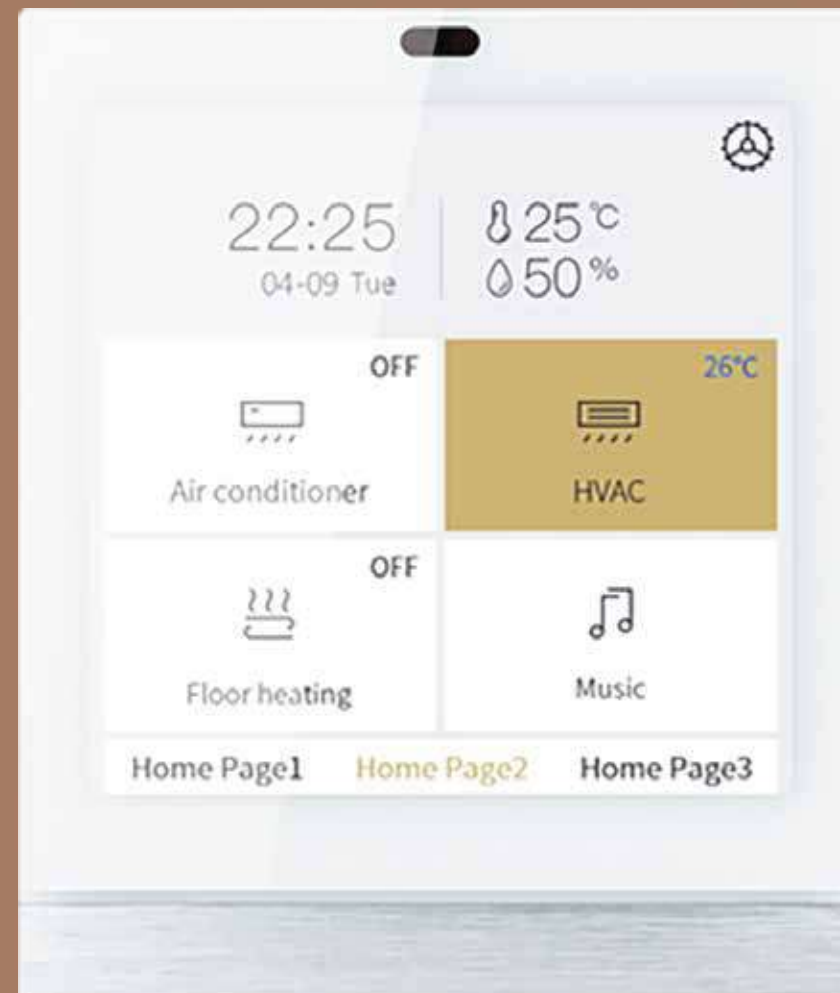 22:25
04-09 Tue
25℃
50%
OFF
Air conditioner
26℃
HVAC
OFF
Floor heating
Music
Home Page1 Home Page2 Home Page3